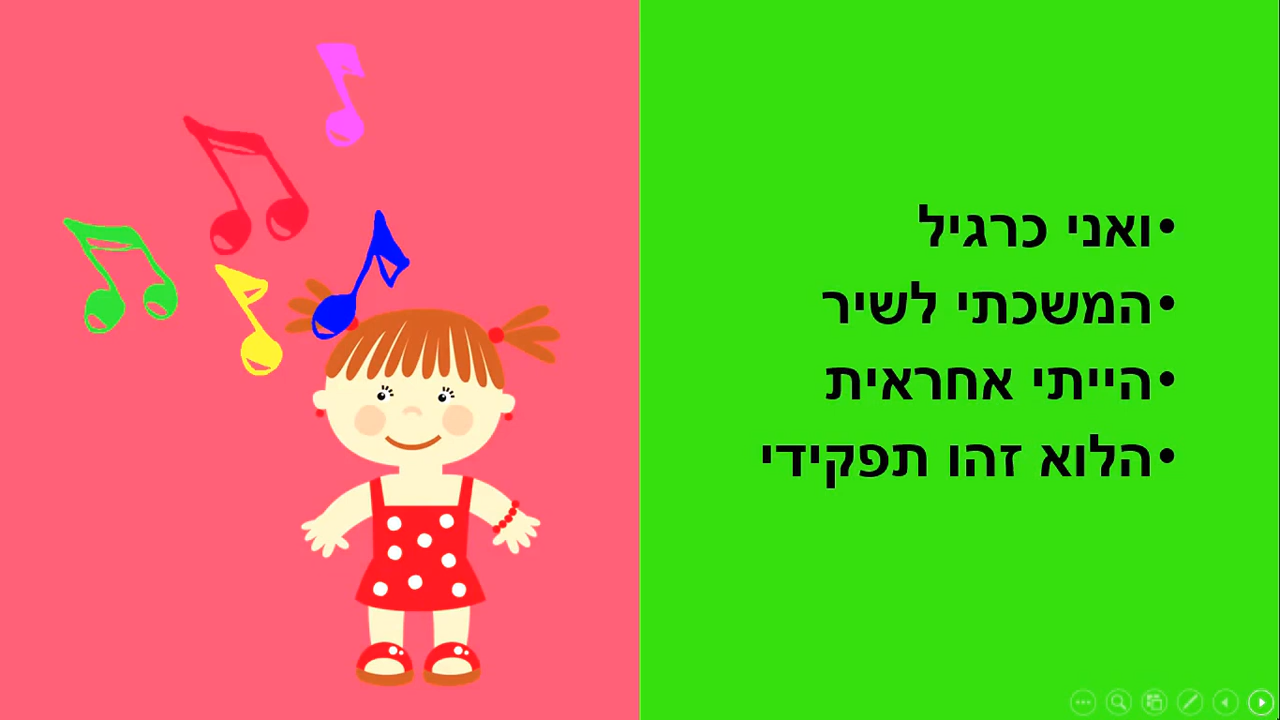 •ואני כרגיל
•המשכתי לשיר
•הייתי אחראית
•הלוא זהו תפקידי